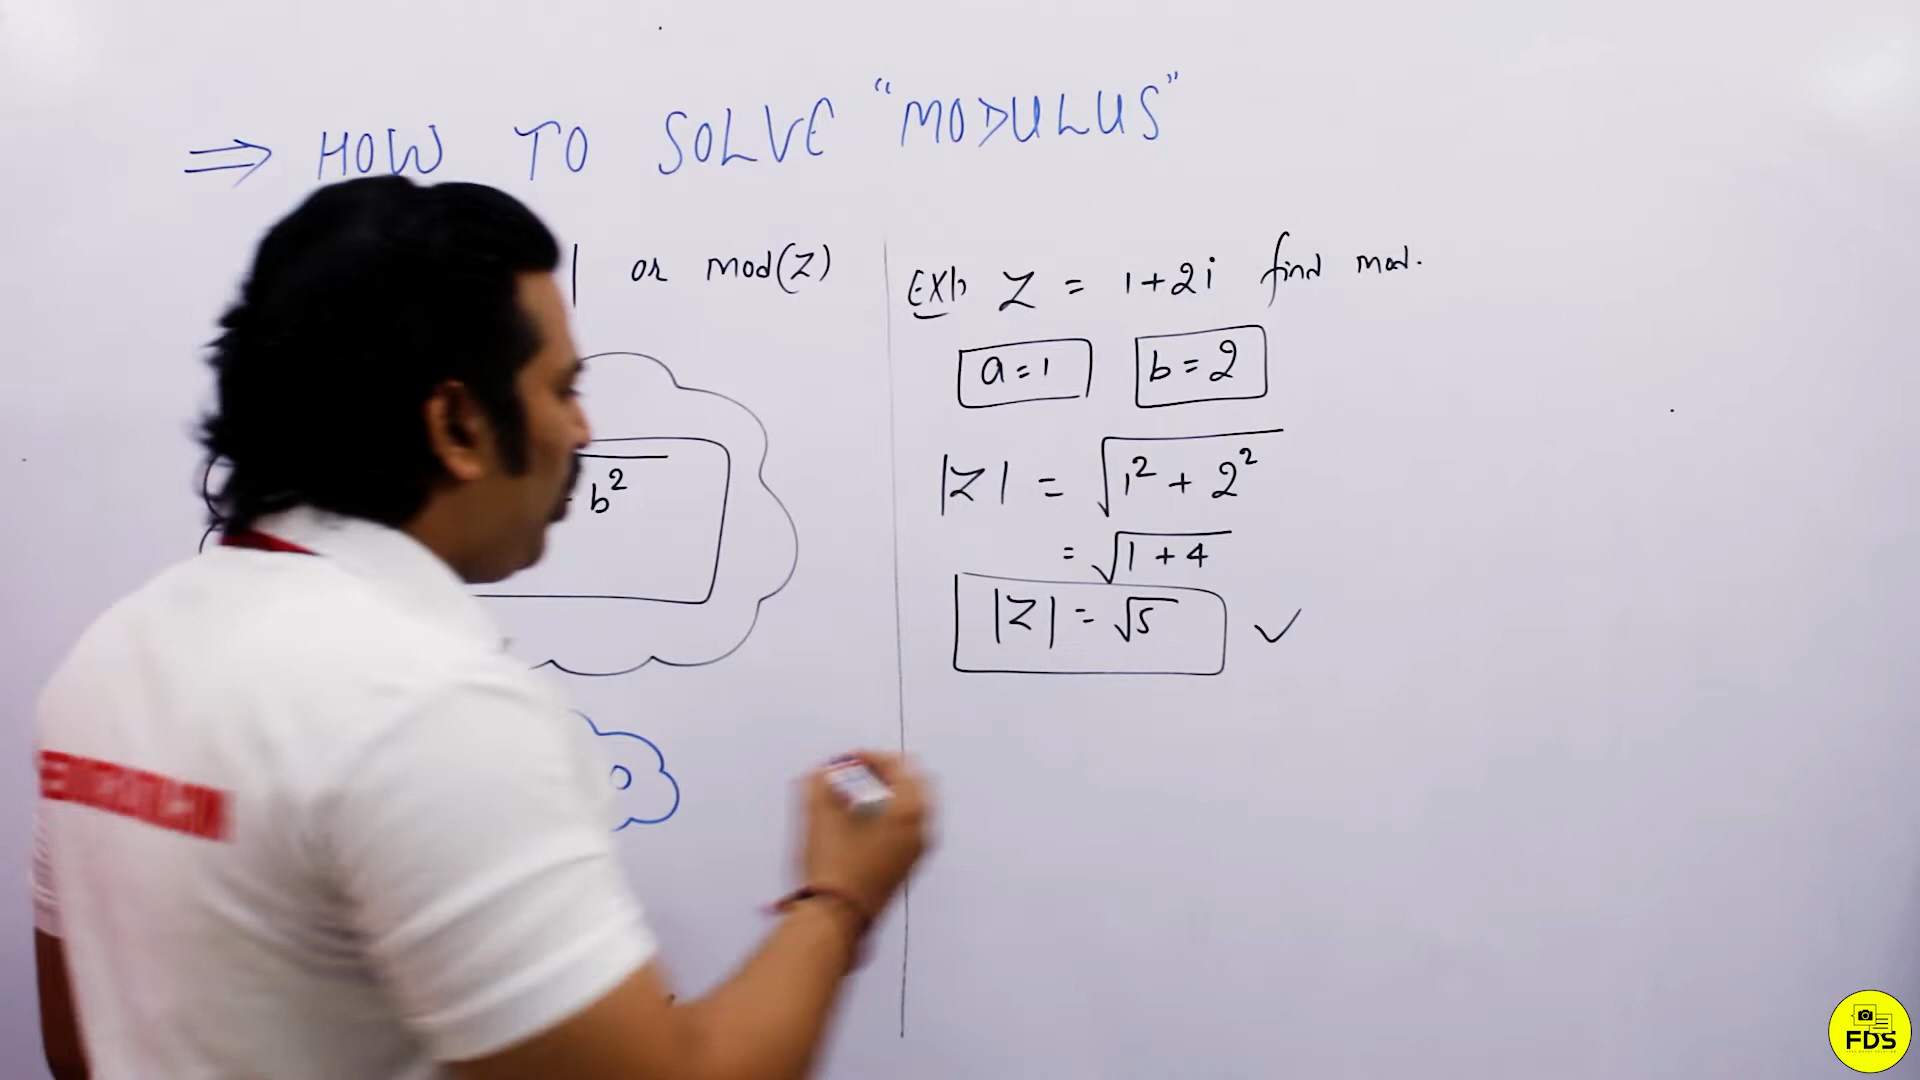 ⇒ HOW TO SOLVE "MODULUS"
| or mod(Z)
b²
EX1) Z = 1+2i find mod.
a=1 b=2
|Z| = √1² + 2²
= √1 + 4
|Z| = √5 ✓
FDS